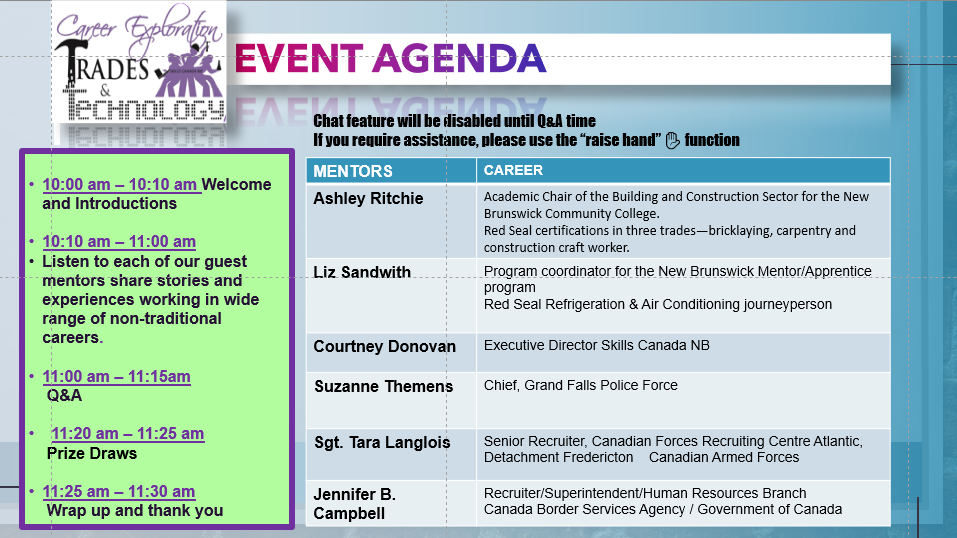 Career Exploration
TRADES
&
TECHNOLOGY
EVENT AGENDA
Chat feature will be disabled until Q&A time
If you require assistance, please use the “raise hand” ✋ function
• 10:00 am – 10:10 am Welcome
and Introductions
• 10:10 am – 11:00 am
• Listen to each of our guest
mentors share stories and
experiences working in wide
range of non-traditional
careers.
• 11:00 am – 11:15am
Q&A
• 11:20 am – 11:25 am
Prize Draws
• 11:25 am – 11:30 am
Wrap up and thank you
MENTORS CAREER
Ashley Ritchie Academic Chair of the Building and Construction Sector for the New
Brunswick Community College.
Red Seal certifications in three trades—bricklaying, carpentry and
construction craft worker.
Liz Sandwith Program coordinator for the New Brunswick Mentor/Apprentice
program
Red Seal Refrigeration & Air Conditioning journeyperson
Courtney Donovan Executive Director Skills Canada NB
Suzanne Themens Chief, Grand Falls Police Force
Sgt. Tara Langlois Senior Recruiter, Canadian Forces Recruiting Centre Atlantic,
Detachment Fredericton Canadian Armed Forces
Jennifer B. Recruiter/Superintendent/Human Resources Branch
Campbell Canada Border Services Agency / Government of Canada